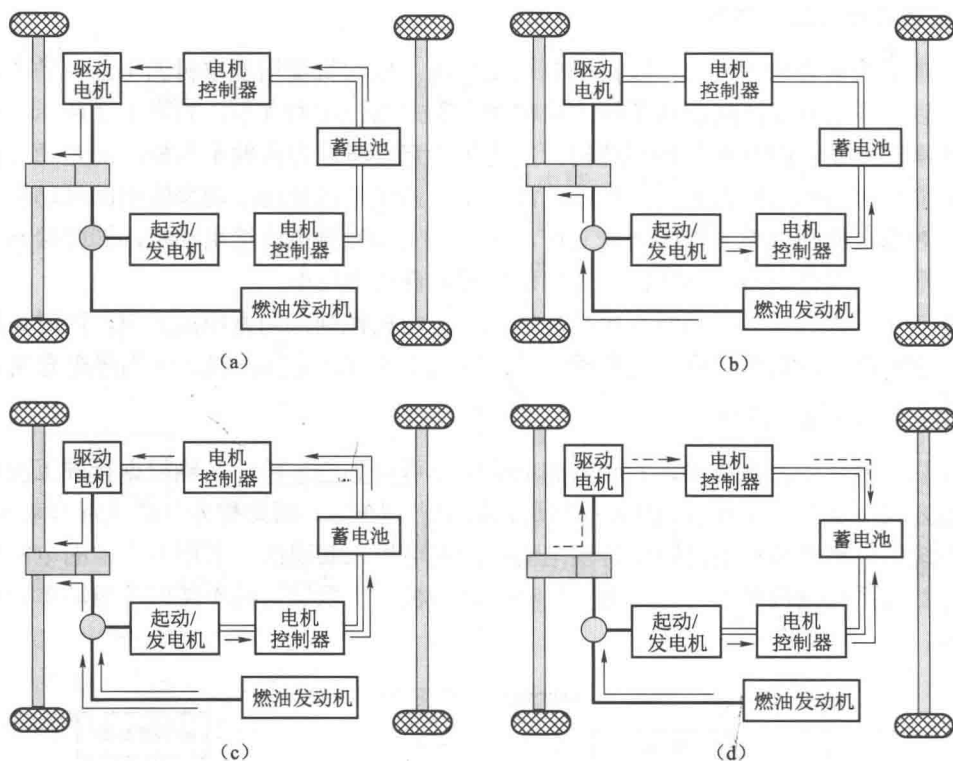 驱动
电机
电机
控制器
蓄电池
起动/
发电机
电机
控制器
燃油发动机
(a)
驱动
电机
电机
控制器
蓄电池
起动/
发电机
电机
控制器
燃油发动机
(b)
驱动
电机
电机
控制器
蓄电池
起动/
发电机
电机
控制器
燃油发动机
(c)
驱动
电机
电机
控制器
蓄电池
起动/
发电机
电机
控制器
燃油发动机
(d)